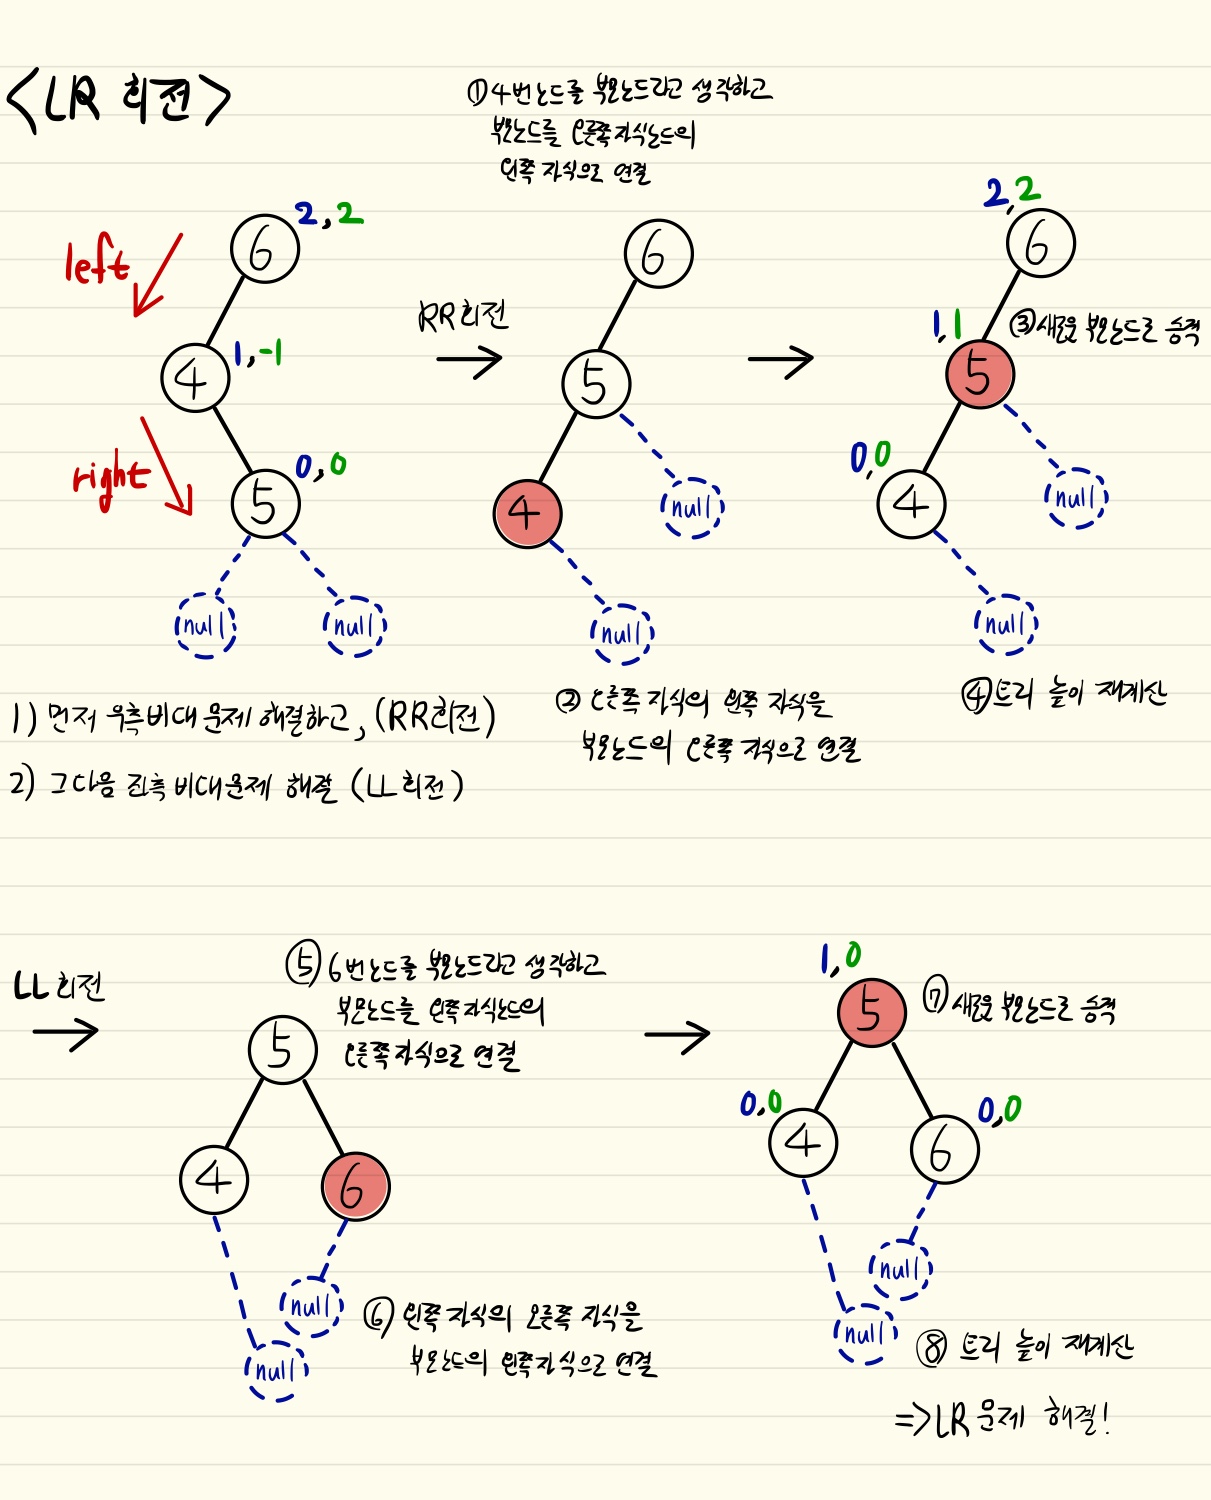 <LR 회전>
① 4번노드를 부모노드라고 생각하고
부모노드를 오른쪽자식노드의
왼쪽 자식으로 연결
2,2
6
left
1,-1
4
right
0,0
5
null
null
RR회전
6
5
4
null
null
2,2
6
1,1
③ 새로운 부모노드로 승격
5
0,0
4
null
null
1) 먼저 우측비대 문제 해결하고, (RR회전)
2) 그다음 좌측 비대문제 해결 (LL회전)
② 오른쪽 자식의 왼쪽 자식을
부모노드의 오른쪽 자식으로 연결
④ 트리 높이 재계산
LL회전
⑤ 6번노드를 부모노드라고 생각하고
부모노드를 왼쪽자식노드의
오른쪽자식으로 연결
5
4
6
null
null
⑥ 왼쪽 자식의 오른쪽 자식을
부모노드의 왼쪽자식으로 연결
1,0
5
⑦ 새로운 부모노드로 승격
0,0
4
0,0
6
null
null
⑧ 트리 높이 재계산
=>LR 문제 해결!